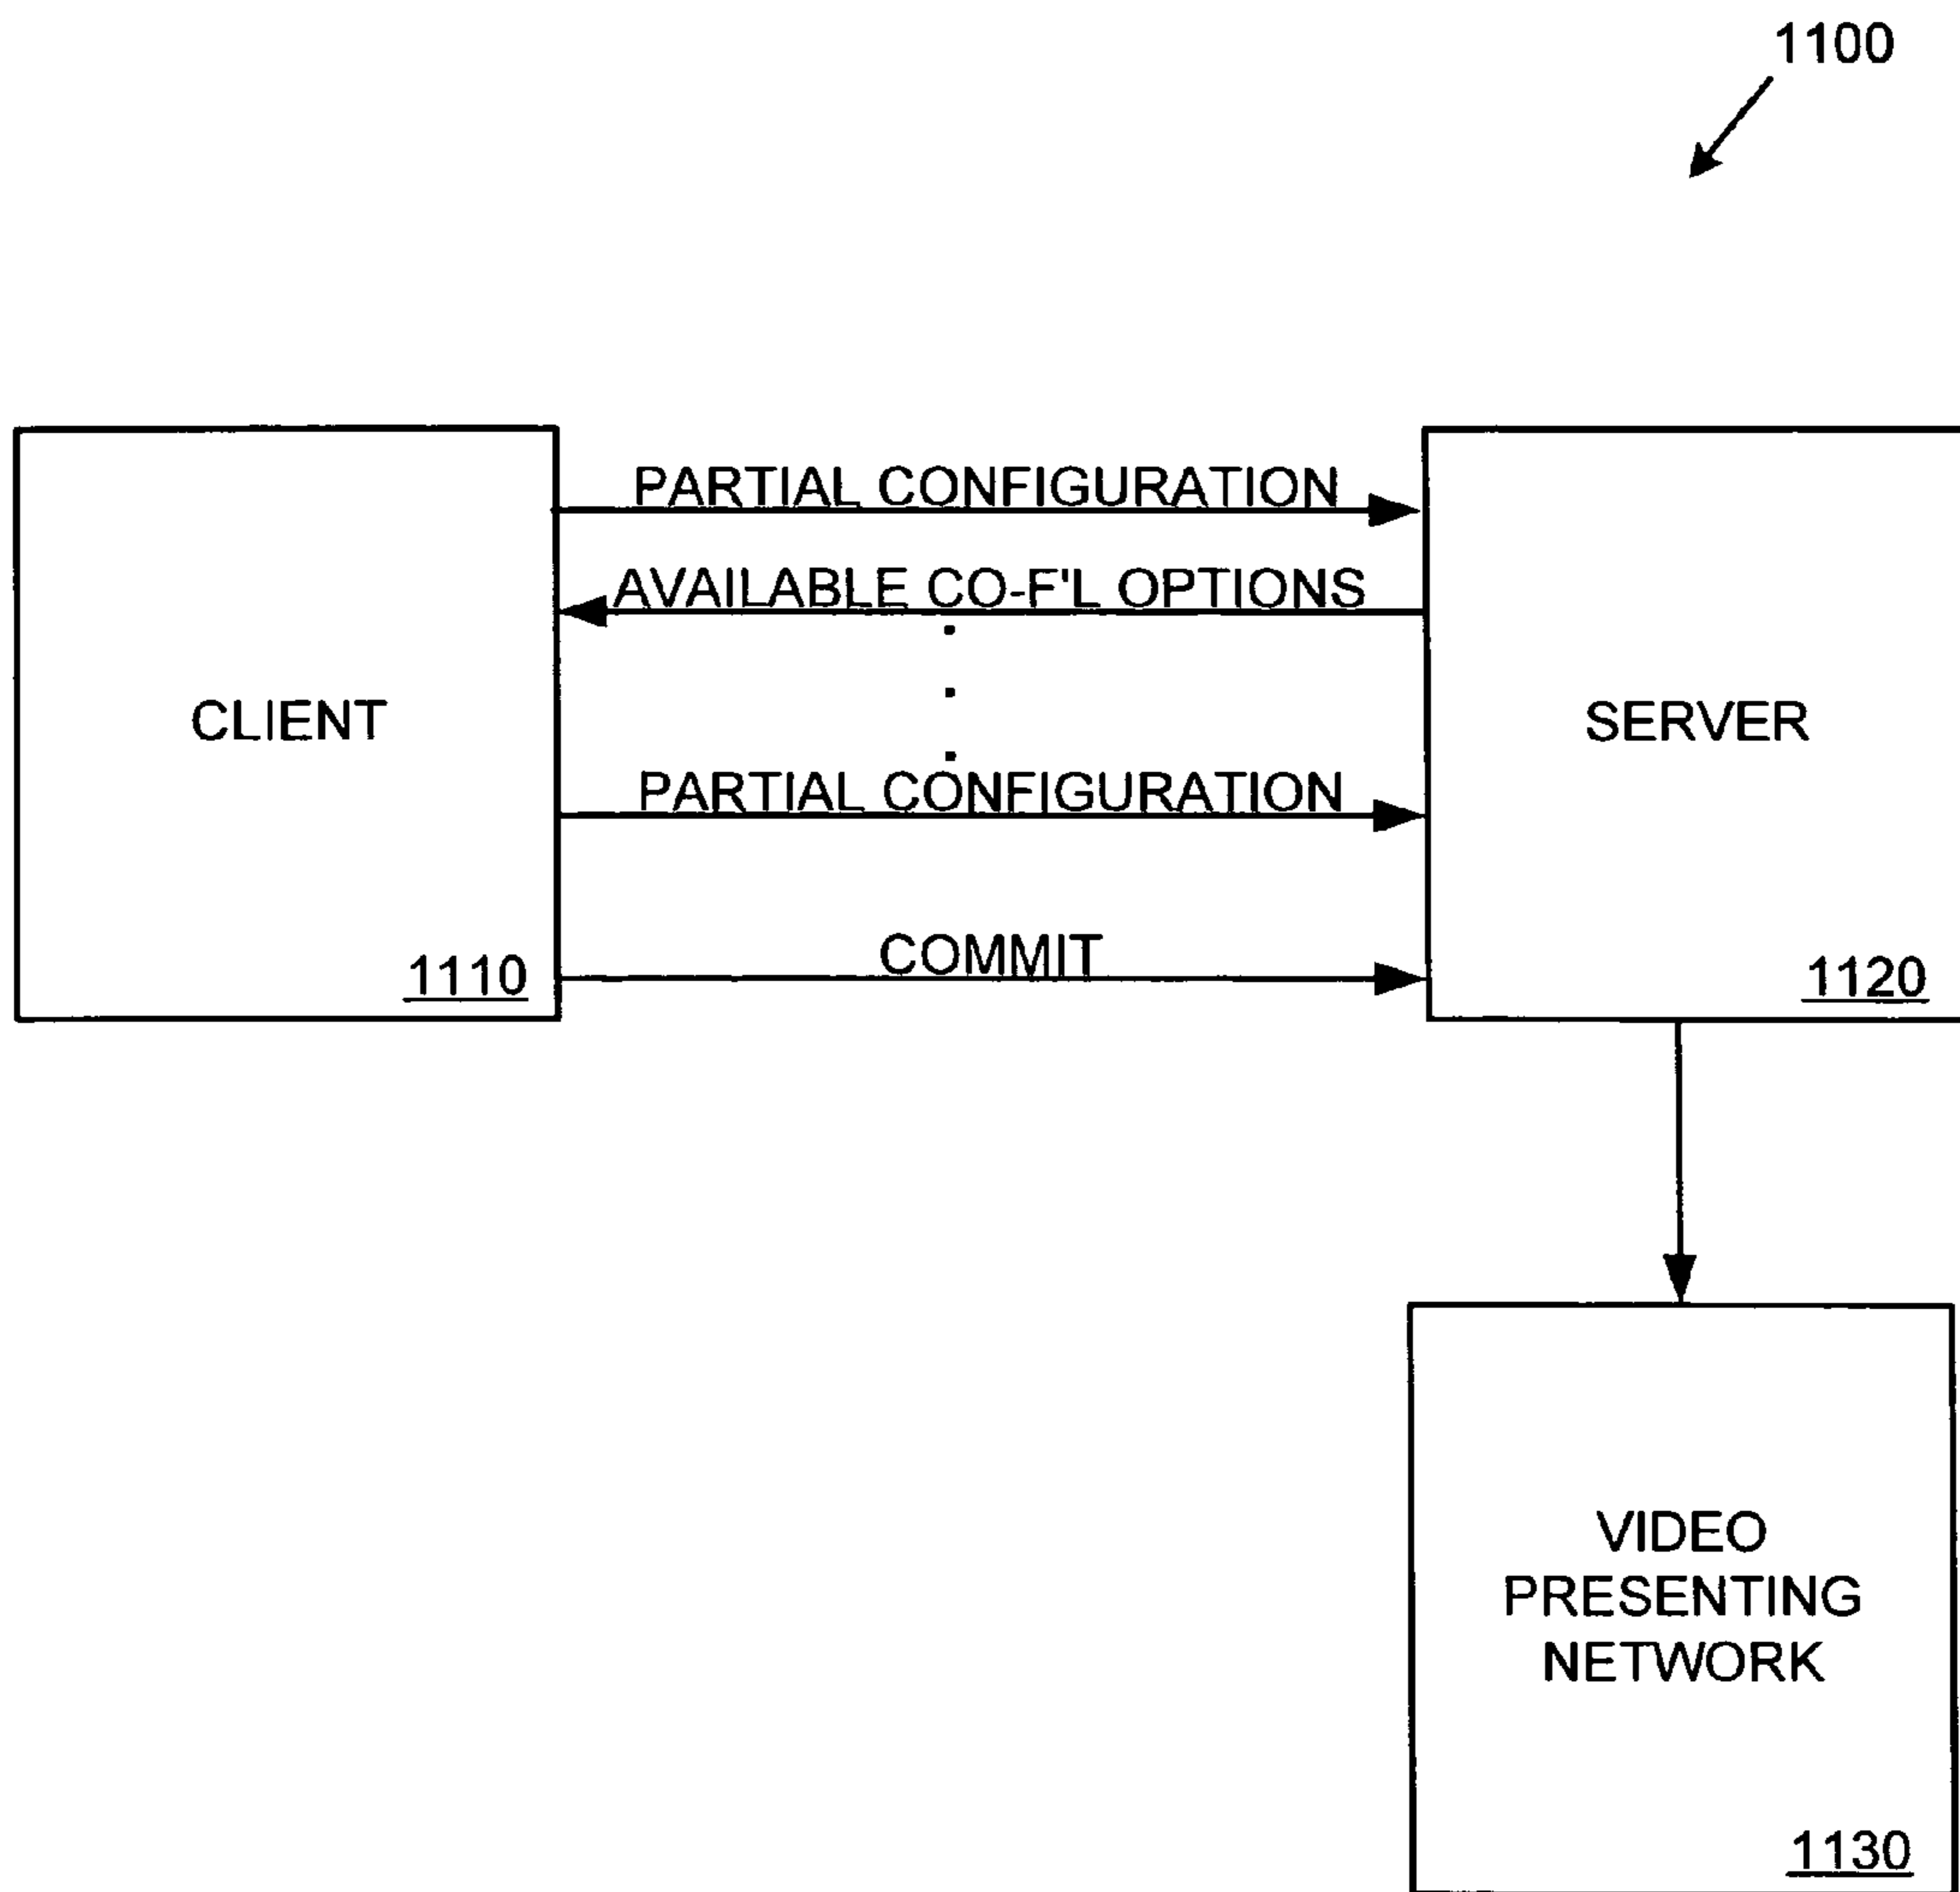 1100
PARTIAL CONFIGURATION
AVAILABLE CO-F'L OPTIONS
CLIENT
SERVER
PARTIAL CONFIGURATION
COMMIT
1110
1120
VIDEO
PRESENTING
NETWORK
1130